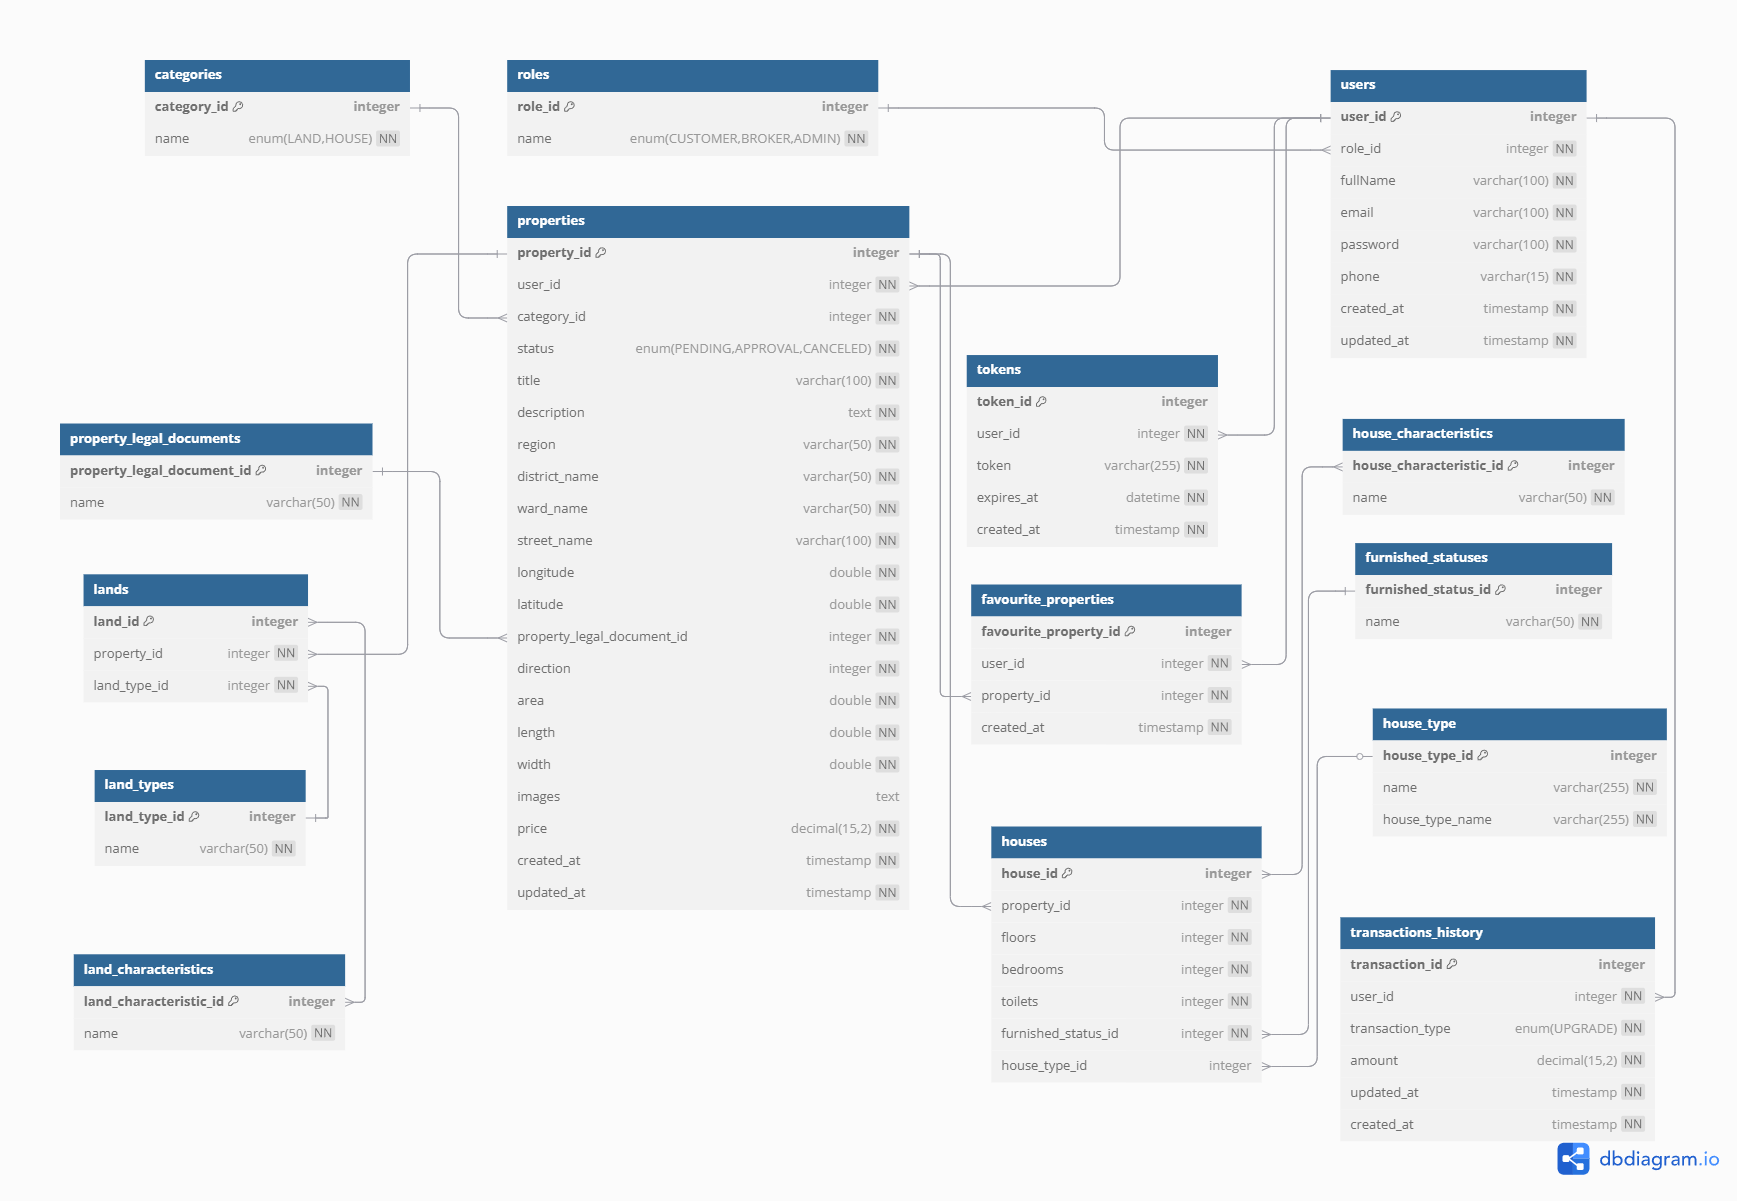 categories
category_id integer
name enum(LAND,HOUSE) NN
roles
role_id integer
name enum(CUSTOMER,BROKER,ADMIN) NN
users
user_id integer
role_id integer NN
fullName varchar(100) NN
email varchar(100) NN
password varchar(100) NN
phone varchar(15) NN
created_at timestamp NN
updated_at timestamp NN
properties
property_id integer
user_id integer NN
category_id integer NN
status enum(PENDING,APPROVAL,CANCELED) NN
title varchar(100) NN
description text NN
region varchar(50) NN
district_name varchar(50) NN
ward_name varchar(50) NN
street_name varchar(100) NN
longitude double NN
latitude double NN
property_legal_document_id integer NN
direction integer NN
area double NN
length double NN
width double NN
images text
price decimal(15,2) NN
created_at timestamp NN
updated_at timestamp NN
tokens
token_id integer
user_id integer NN
token varchar(255) NN
expires_at datetime NN
created_at timestamp NN
property_legal_documents
property_legal_document_id integer
name varchar(50) NN
house_characteristics
house_characteristic_id integer
name varchar(50) NN
furnished_statuses
furnished_status_id integer
name varchar(50) NN
lands
land_id integer
property_id integer NN
land_type_id integer NN
favourite_properties
favourite_property_id integer
user_id integer NN
property_id integer NN
created_at timestamp NN
house_type
house_type_id integer
name varchar(255) NN
house_type_name varchar(255) NN
land_types
land_type_id integer
name varchar(50) NN
houses
house_id integer
property_id integer NN
floors integer NN
bedrooms integer NN
toilets integer NN
furnished_status_id integer NN
house_type_id integer
land_characteristics
land_characteristic_id integer
name varchar(50) NN
transactions_history
transaction_id integer
user_id integer NN
transaction_type enum(UPGRADE) NN
amount decimal(15,2) NN
updated_at timestamp NN
created_at timestamp NN
dbdiagram.io